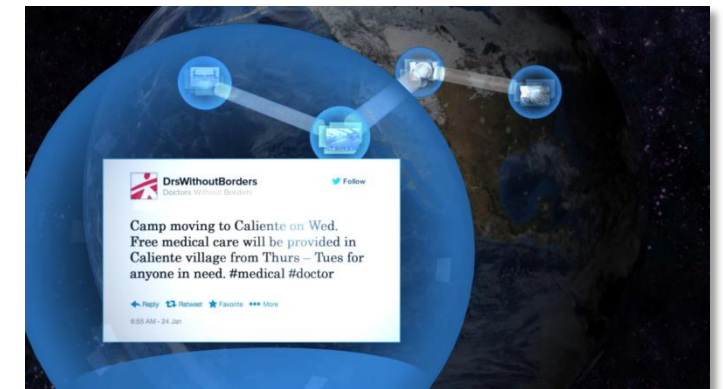 DrsWithoutBorders
Follow
Doctors Without Borders
Camp moving to Caliente on Wed.
Free medical care will be provided in
Caliente village from Thurs – Tues for
anyone in need. #medical #doctor
Reply Retweet Favorite More
6:55 AM - 24 Jan